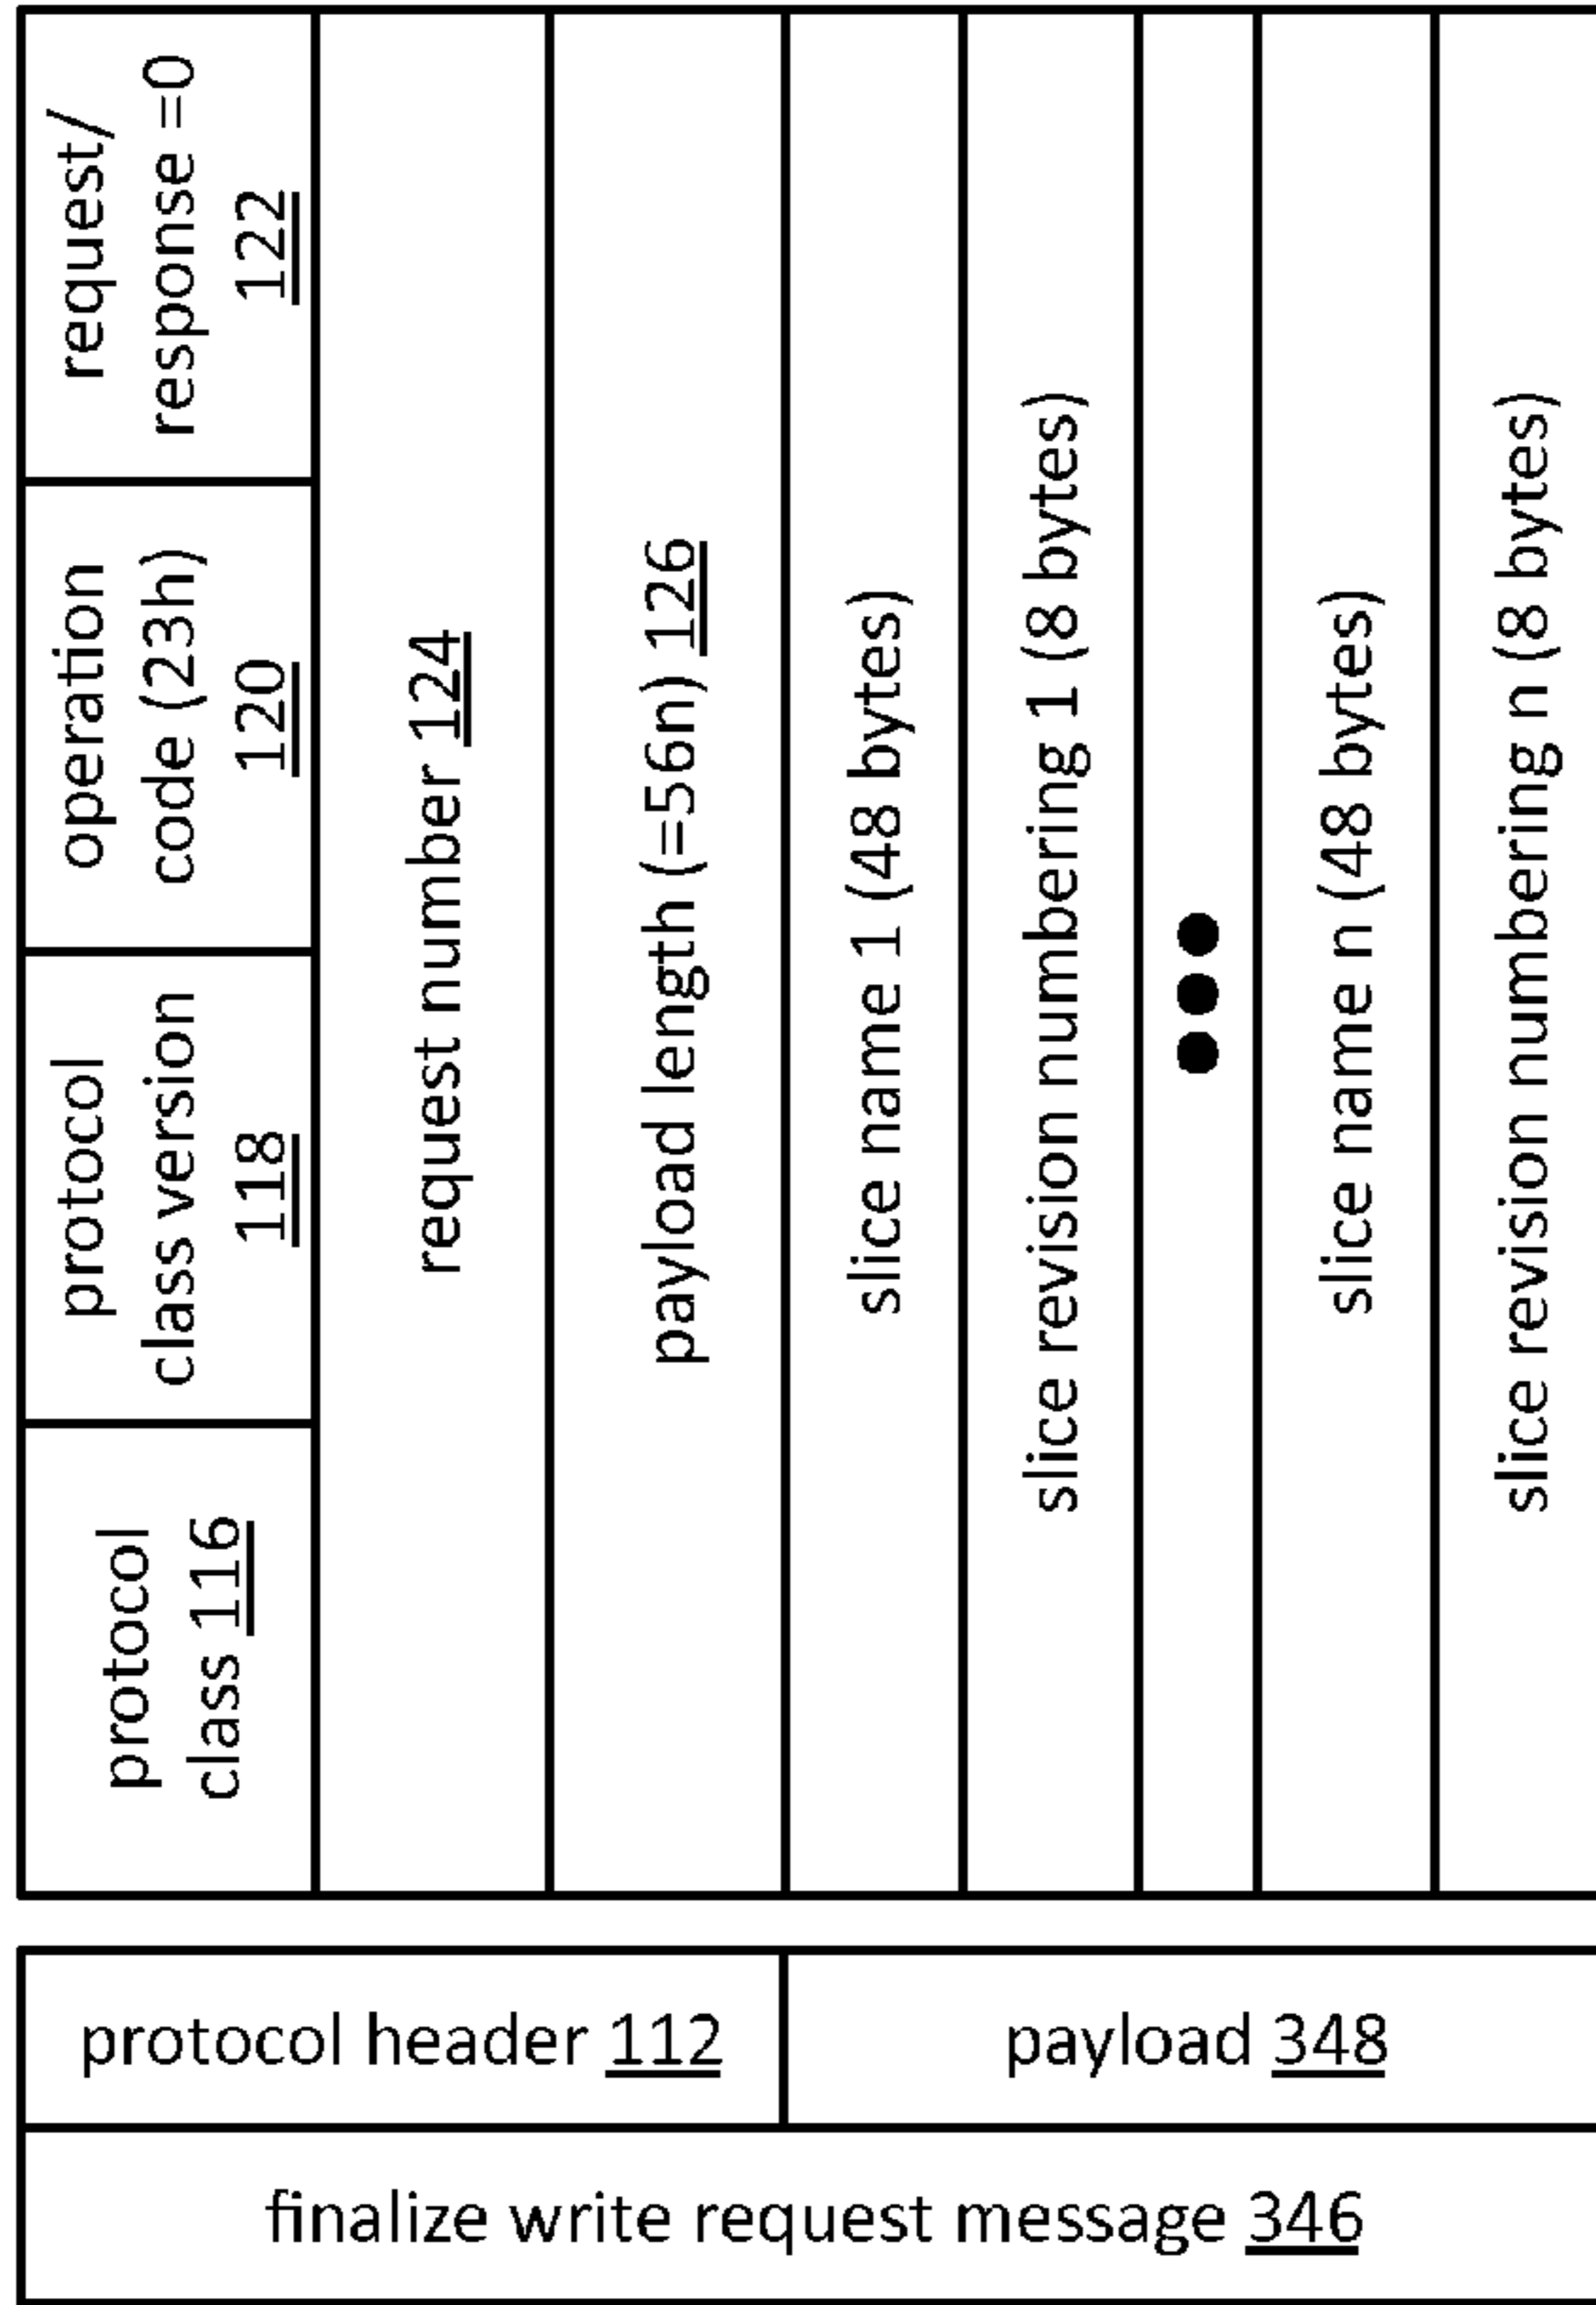 protocol
class 116
protocol
class version
118
operation
code (23h)
120
request/
response =0
122
request number 124
payload length (=56n) 126
slice name 1 (48 bytes)
slice revision numbering 1 (8 bytes)
●●●
slice name n (48 bytes)
slice revision numbering n (8 bytes)
protocol header 112
payload 348
finalize write request message 346